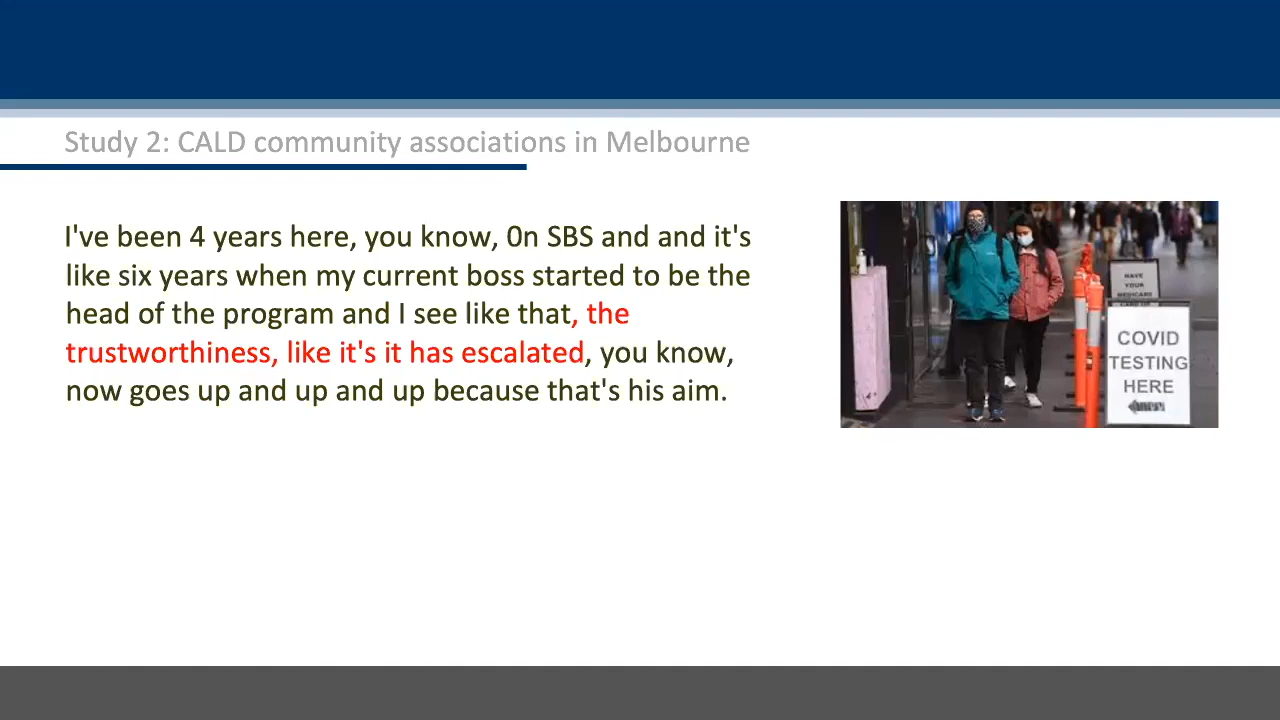 Study 2: CALD community associations in Melbourne
I've been 4 years here, you know, 0n SBS and and it's
like six years when my current boss started to be the
head of the program and I see like that, the
trustworthiness, like it's it has escalated, you know,
now goes up and up and up because that's his aim.
HAVE
YOUR
MEDICARE
COVID
TESTING
HERE